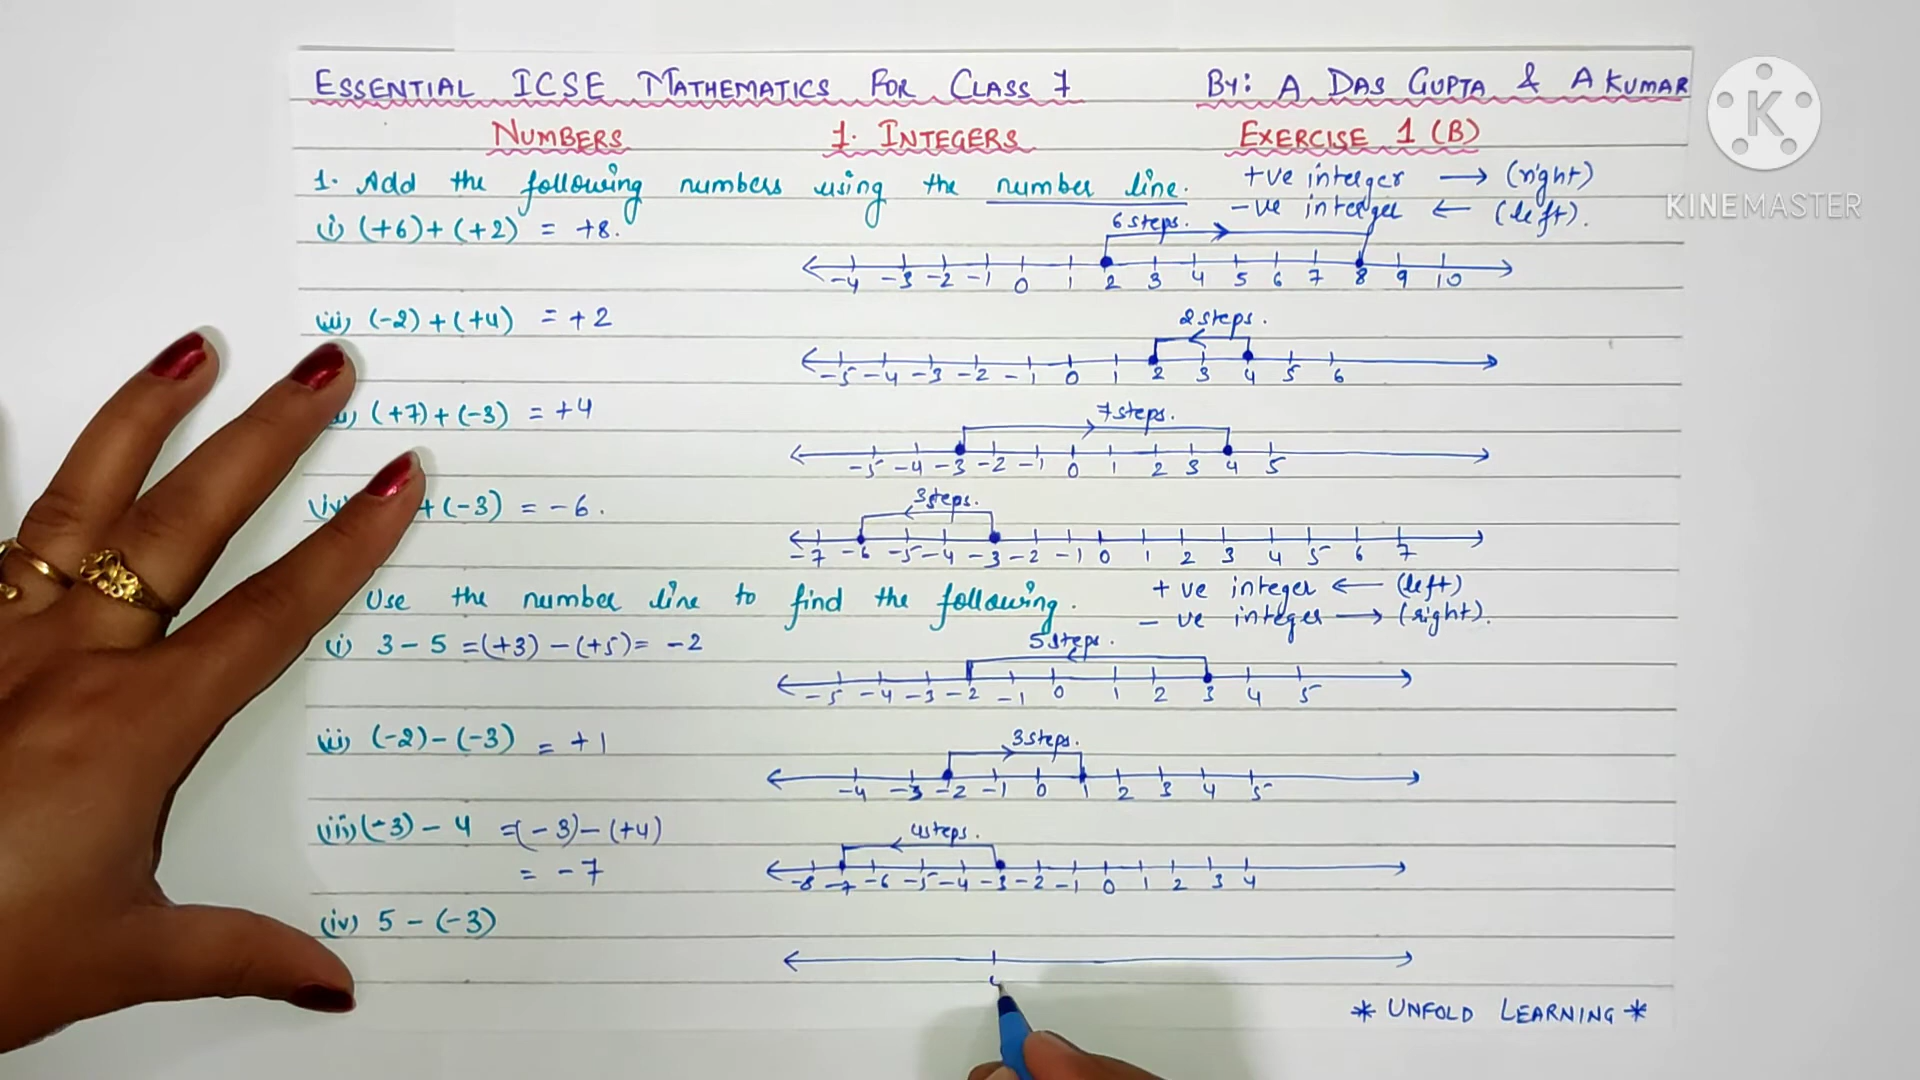 ESSENTIAL ICSE MATHEMATICS FOR CLASS 7 BY: A DAS GUPTA & A KUMAR
K
KINEMASTER
NUMBERS 1. INTEGERS EXERCISE 1 (B)
1. Add the following numbers using the number line. +ve interger → (right)
-ve interger ← (left).
(i) (+6)+(+2) = +8. 6 steps.
-4 -3 -2 -1 0 1 2 3 4 5 6 7 8 9 10
(-2)+(+4) = +2 2 steps.
-5 -4 -3 -2 -1 0 1 2 3 4 5 6
(+7)+(-3) = +4 7 steps.
-5 -4 -3 -2 -1 0 1 2 3 4 5
+(-3) = -6. 3 steps.
-7 -6 -5 -4 -3 -2 -1 0 1 2 3 4 5 6 7
Use the number line to find the following. +ve integer ← (left)
-ve integer → (right).
(i) 3 - 5 = (+3) - (+5) = -2 5 steps.
-5 -4 -3 -2 -1 0 1 2 3 4 5
(ii) (-2) - (-3) = +1 3 steps.
-4 -3 -2 -1 0 1 2 3 4 5
(iii) (-3) - 4 = (-3) - (+4) 4 steps.
= -7
-8 -7 -6 -5 -4 -3 -2 -1 0 1 2 3 4
(iv) 5 - (-3)
* UNFOLD LEARNING *